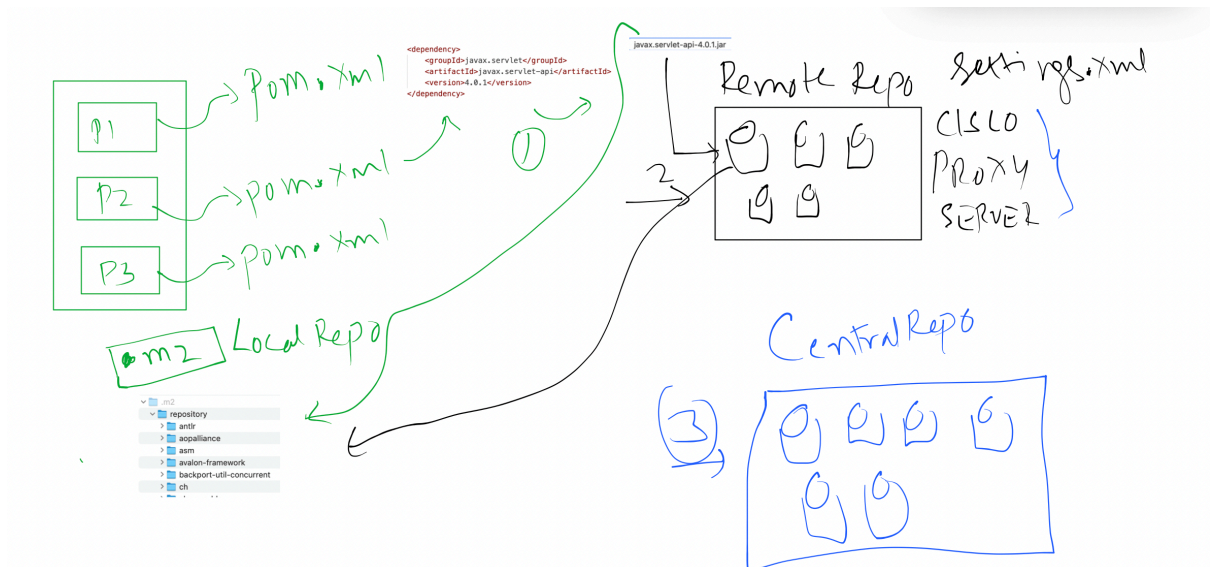 P1
P2
P3
Pom.xml
pom.xml
pom.xml
<dependency>
<groupId>javax.servlet</groupId>
<artifactId>javax.servlet-api</artifactId>
<version>4.0.1</version>
</dependency>
1
javax.servlet-api-4.0.1.jar
Remote Repo
settings.xml
2
CISCO
PROXY
SERVER
.m2
Local Repo
.m2
repository
antlr
aopalliance
asm
avalon-framework
backport-util-concurrent
ch
Central Repo
3